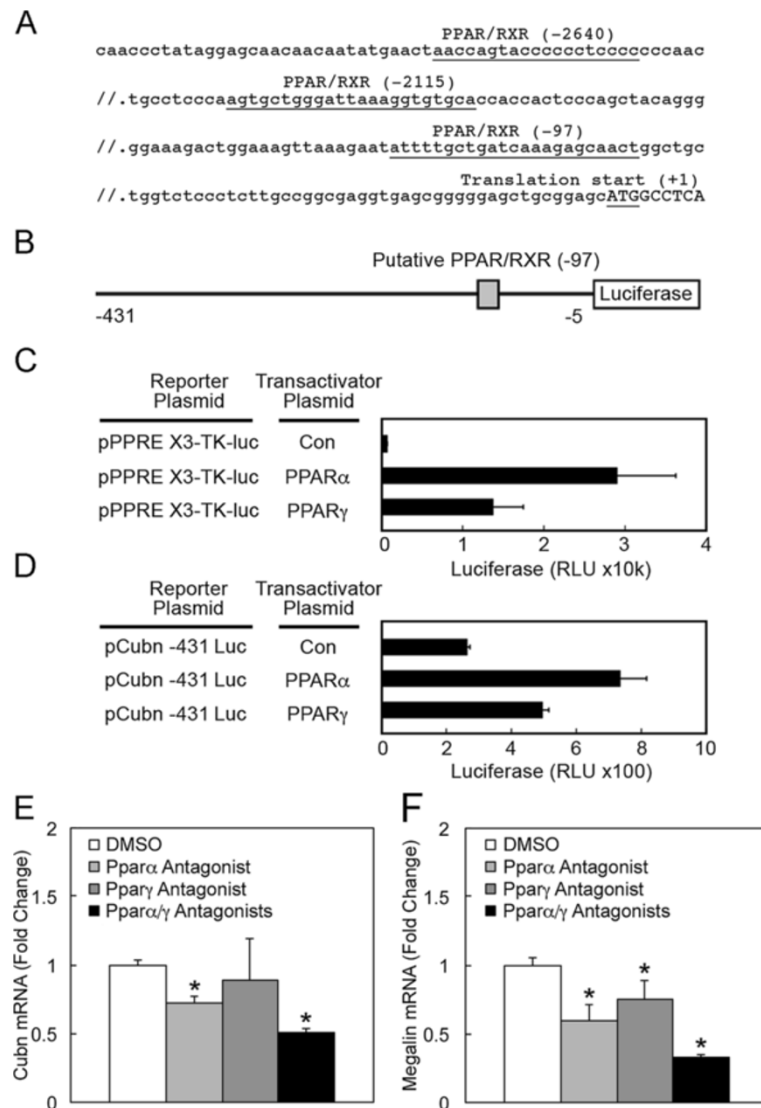 A
PPAR/RXR (-2640)
caaccctataggagcaacaacaatatgaactaaccagtacccccctcccccccaac
PPAR/RXR (-2115)
//.tgcctcccaagtgctgggattaaaggtgtgcaccaccactcccagctacaggg
PPAR/RXR (-97)
//.ggaaagactggaaagttaaagaatattttgctgatcaaagagcaactggctgc
Translation start (+1)
//.tggtctccctcttgccggcgaggtgagcgggggagctgcggagcATGGCCTCA
B
Putative PPAR/RXR (-97)
Luciferase
-431 -5
C
Reporter Plasmid Transactivator Plasmid
pPPRE X3-TK-luc Con
pPPRE X3-TK-luc PPARα
pPPRE X3-TK-luc PPARγ
0 1 2 3 4
Luciferase (RLU x10k)
D
Reporter Plasmid Transactivator Plasmid
pCubn -431 Luc Con
pCubn -431 Luc PPARα
pCubn -431 Luc PPARγ
0 2 4 6 8 10
Luciferase (RLU x100)
E
Cubn mRNA (Fold Change)
2
1
0.5
0
DMSO
Pparα Antagonist
Pparγ Antagonist
Pparα/γ Antagonists
* *
F
Megalin mRNA (Fold Change)
2
1
0.5
0
DMSO
Pparα Antagonist
Pparγ Antagonist
Pparα/γ Antagonists
* * *